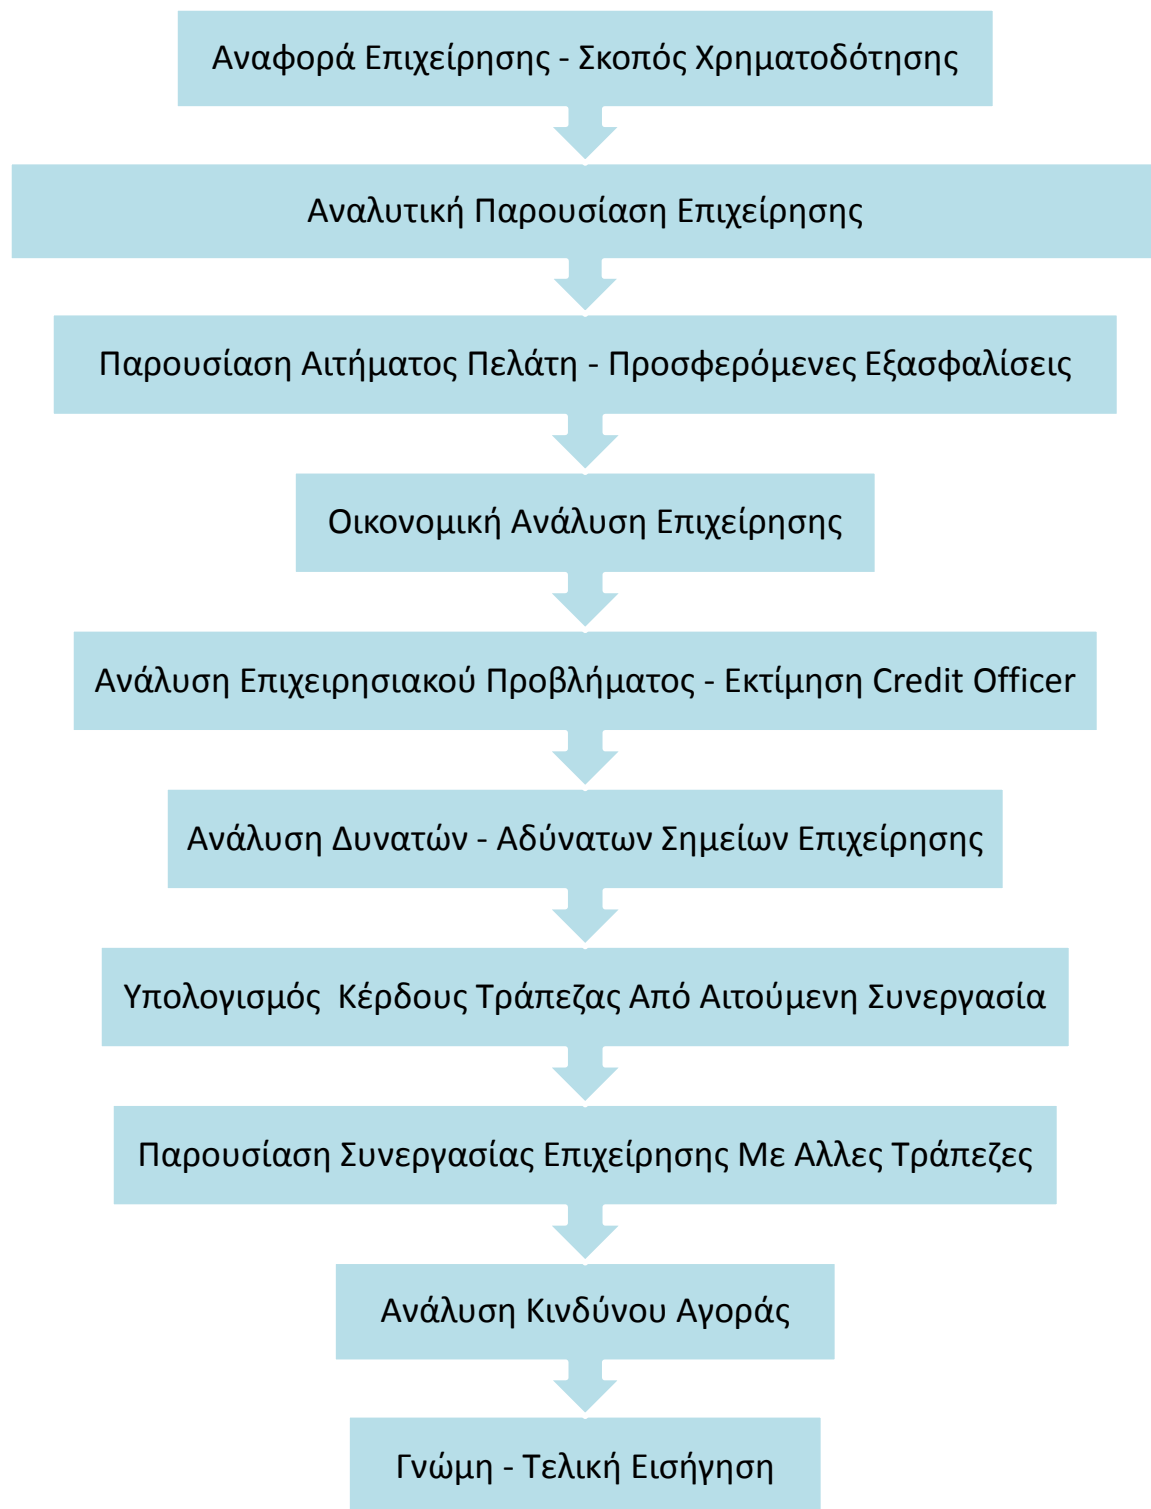 Αναφορά Επιχείρησης - Σκοπός Χρηματοδότησης
Αναλυτική Παρουσίαση Επιχείρησης
Παρουσίαση Αιτήματος Πελάτη - Προσφερόμενες Εξασφαλίσεις
Οικονομική Ανάλυση Επιχείρησης
Ανάλυση Επιχειρησιακού Προβλήματος - Εκτίμηση Credit Officer
Ανάλυση Δυνατών - Αδύνατων Σημείων Επιχείρησης
Υπολογισμός Κέρδους Τράπεζας Από Αιτούμενη Συνεργασία
Παρουσίαση Συνεργασίας Επιχείρησης Με Αλλες Τράπεζες
Ανάλυση Κινδύνου Αγοράς
Γνώμη - Τελική Εισήγηση